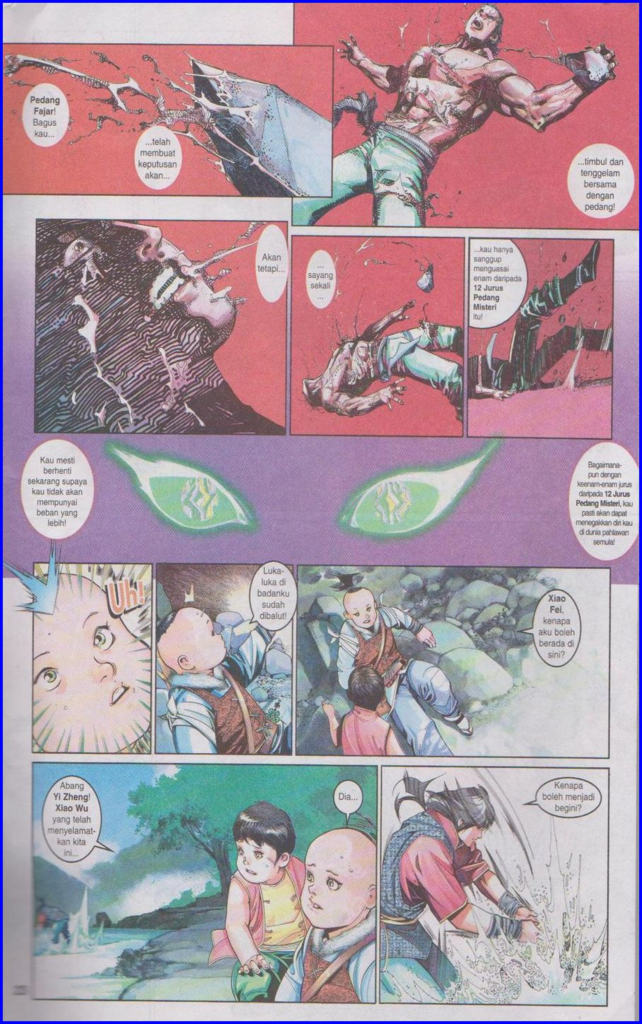 Pedang
Fajar!
Bagus
kau...
...telah
membuat
keputusan
akan...
...timbul dan
tenggelam
bersama
dengan
pedang!
Akan
tetapi...
...
sayang
sekali
...
...kau hanya
sanggup
menguasai
enam daripada
12 Jurus
Pedang
Misteri
itu!
Kau mesti
berhenti
sekarang supaya
kau tidak akan
mempunyai
beban yang
lebih!
Bagaimana-
pun dengan
keenam-enam jurus
daripada 12 Jurus
Pedang Misteri, kau
pasti akan dapat
menegakkan diri kau
di dunia pahlawan
semula!
Uh!
Luka-
luka di
badanku
sudah
dibalut!
Xiao
Fei,
kenapa
aku boleh
berada di
sini?
Abang
Yi Zheng!
Xiao Wu
yang telah
menyelamat-
kan kita
ini...
Dia...
Kenapa
boleh menjadi
begini?